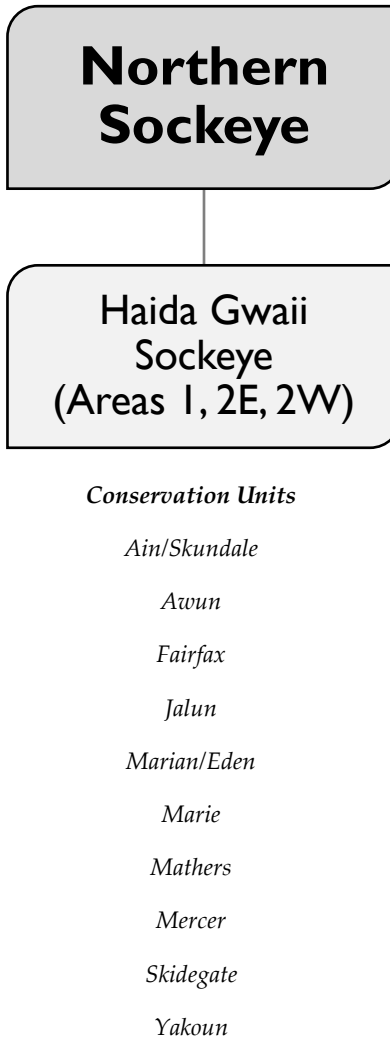 Northern
Sockeye
Haida Gwaii
Sockeye
(Areas 1, 2E, 2W)
Conservation Units
Ain/Skundale
Awun
Fairfax
Jalun
Marian/Eden
Marie
Mathers
Mercer
Skidegate
Yakoun